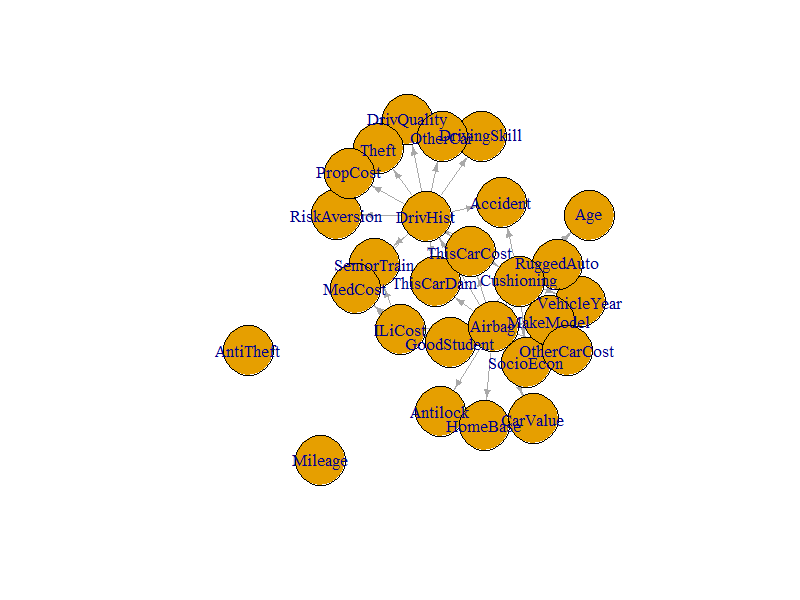 DrivQuality
OtherCar
DrivingSkill
Theft
PropCost
RiskAversion
DrivHist
Accident
Age
ThisCarCost
SeniorTrain
RuggedAuto
ThisCarDam
Cushioning
MedCost
VehicleYear
ILiCost
Airbag
MakeModel
GoodStudent
AntiTheft
OtherCarCost
SocioEcon
Antilock
HomeBase
CarValue
Mileage